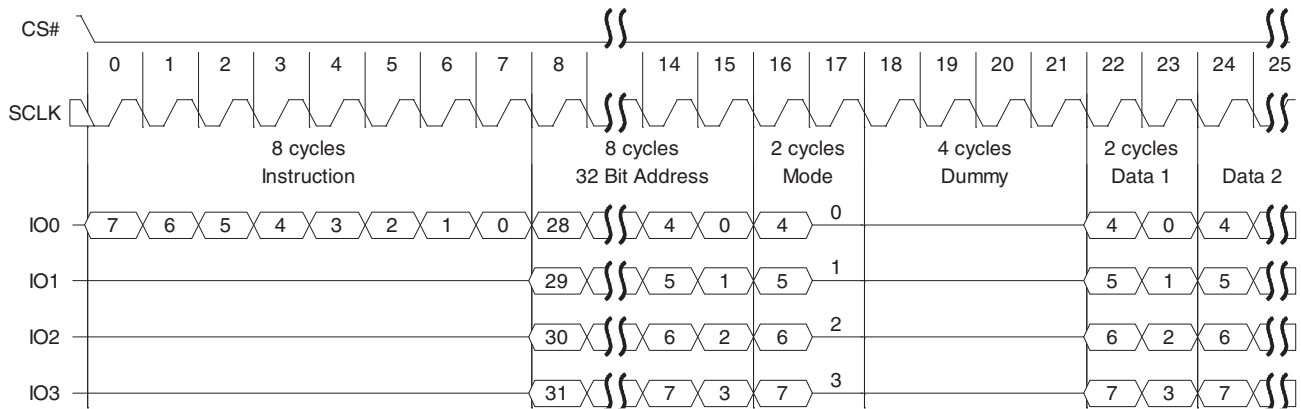 CS#
0 1 2 3 4 5 6 7 8 14 15 16 17 18 19 20 21 22 23 24 25
SCLK
8 cycles 8 cycles 2 cycles 4 cycles 2 cycles
Instruction 32 Bit Address Mode Dummy Data 1 Data 2
IO0 7 6 5 4 3 2 1 0 28 4 0 4 0 4 0 4
IO1 29 5 1 5 1 5 1 5
IO2 30 6 2 6 2 6 2 6
IO3 31 7 3 7 3 7 3 7